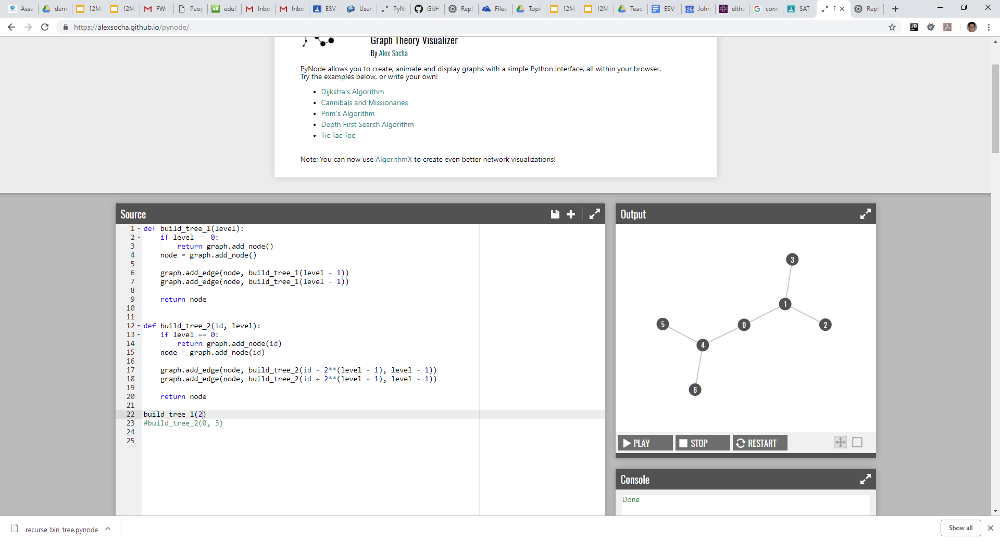 Asse
dem
12M
12M
FW:
Peop
eduP
Inbo
Inbo
ESV
User
PyN
GitH
Repl
Files
Topi
12M
12M
Teac
ESV
John
eltha
conv
SAT
P
Repl
https://alexsocha.github.io/pynode/
Graph Theory Visualizer
By Alex Socha
PyNode allows you to create, animate and display graphs with a simple Python interface, all within your browser.
Try the examples below, or write your own!
Dijkstra's Algorithm
Cannibals and Missionaries
Prim's Algorithm
Depth First Search Algorithm
Tic Tac Toe
Note: You can now use AlgorithmX to create even better network visualizations!
Source
1 def build_tree_1(level):
2     if level == 0:
3         return graph.add_node()
4     node = graph.add_node()
5
6     graph.add_edge(node, build_tree_1(level - 1))
7     graph.add_edge(node, build_tree_1(level - 1))
8
9     return node
10
11
12 def build_tree_2(id, level):
13     if level == 0:
14         return graph.add_node(id)
15     node = graph.add_node(id)
16
17     graph.add_edge(node, build_tree_2(id - 2**(level - 1), level - 1))
18     graph.add_edge(node, build_tree_2(id + 2**(level - 1), level - 1))
19
20     return node
21
22 build_tree_1(2)
23 #build_tree_2(0, 3)
24
25
Output
3
1
5
0
2
4
6
PLAY
STOP
RESTART
Console
Done
recurse_bin_tree.pynode
Show all